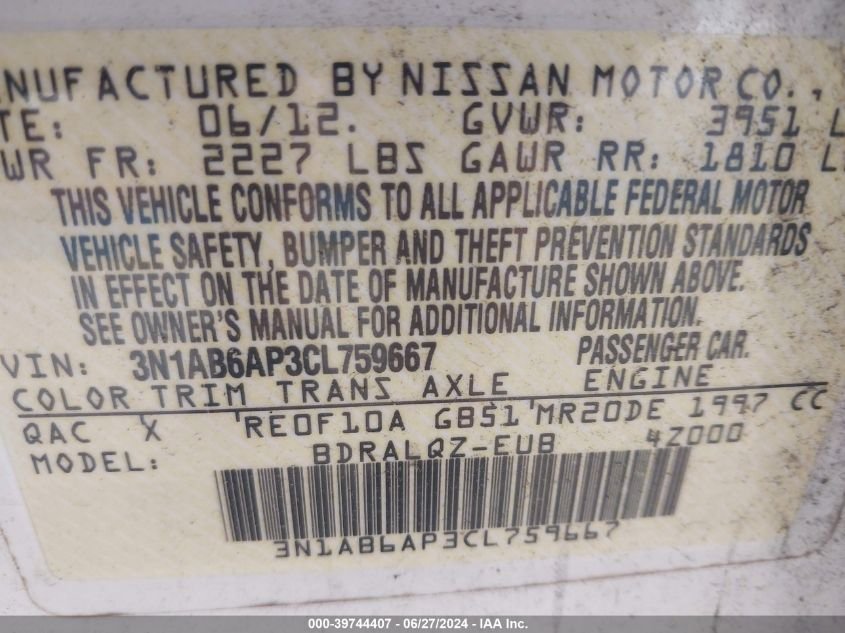 NUFACTURED BY NISSAN MOTOR CO.,
TE: 06/12. GVWR: 3951 L
WR FR: 2227 LBS GAWR RR: 1810 L
THIS VEHICLE CONFORMS TO ALL APPLICABLE FEDERAL MOTOR
VEHICLE SAFETY, BUMPER AND THEFT PREVENTION STANDARDS
IN EFFECT ON THE DATE OF MANUFACTURE SHOWN ABOVE.
SEE OWNER'S MANUAL FOR ADDITIONAL INFORMATION.
VIN: 3N1AB6AP3CL759667 PASSENGER CAR.
COLOR TRIM TRANS AXLE ENGINE
QAC X RE0F10A GB51 MR20DE 1997 CC
MODEL: BDRALQZ-EUB 4Z000
3N1AB6AP3CL759667
000-39744407 - 06/27/2024 - IAA Inc.